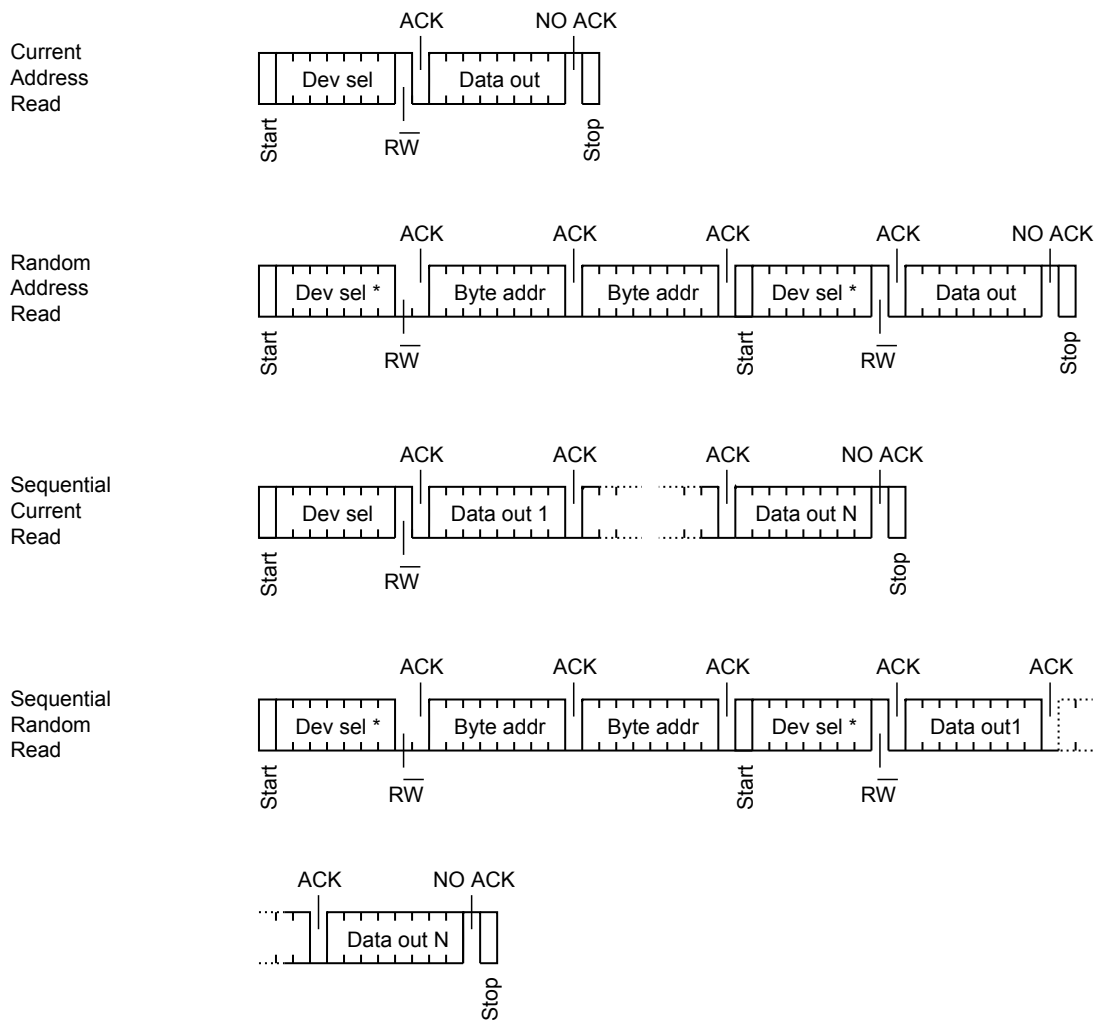 ACK NO ACK
Current
Address
Read
Dev sel Data out
Start RW Stop
ACK ACK ACK ACK NO ACK
Random
Address
Read
Dev sel * Byte addr Byte addr Dev sel * Data out
Start RW Start RW Stop
ACK ACK ACK NO ACK
Sequential
Current
Read
Dev sel Data out 1 Data out N
Start RW Stop
ACK ACK ACK ACK ACK
Sequential
Random
Read
Dev sel * Byte addr Byte addr Dev sel * Data out1
Start RW Start RW
ACK NO ACK
Data out N
Stop